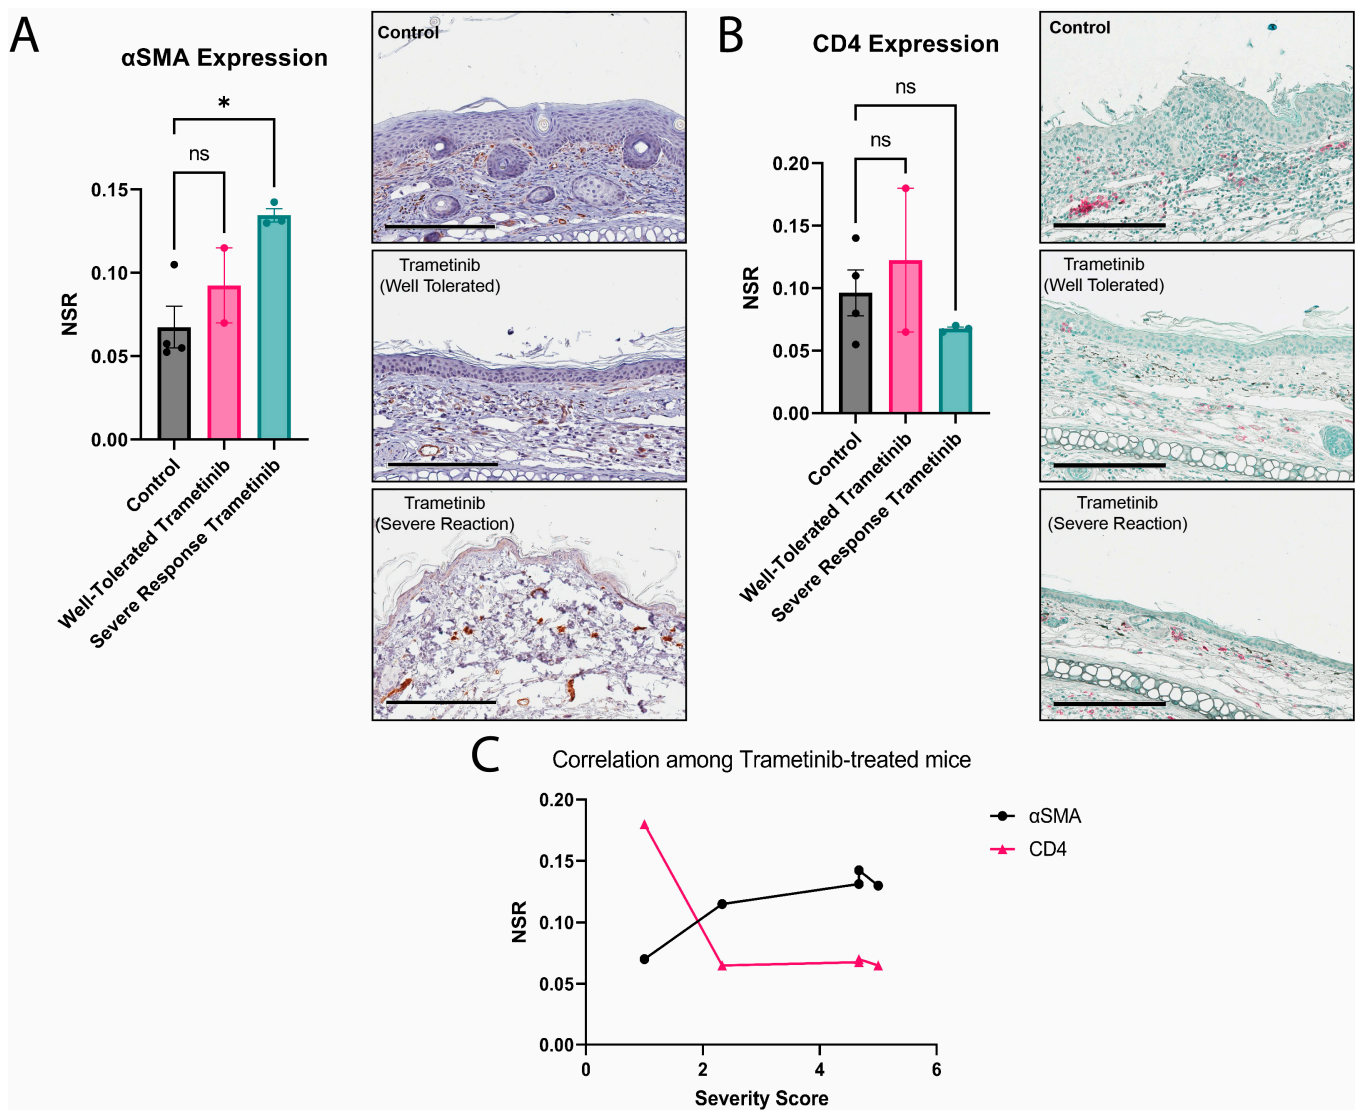 A
αSMA Expression
*
ns
0.15
0.10
0.05
0.00
NSR
Control
Well-Tolerated Trametinib
Severe Response Trametinib
Control
Trametinib
(Well Tolerated)
Trametinib
(Severe Reaction)
B
CD4 Expression
ns
ns
0.20
0.15
0.10
0.05
0.00
NSR
Control
Well-Tolerated Trametinib
Severe Response Trametinib
Control
Trametinib
(Well Tolerated)
Trametinib
(Severe Reaction)
C
Correlation among Trametinib-treated mice
0.20
0.15
0.10
0.05
0.00
NSR
0
2
4
6
Severity Score
αSMA
CD4